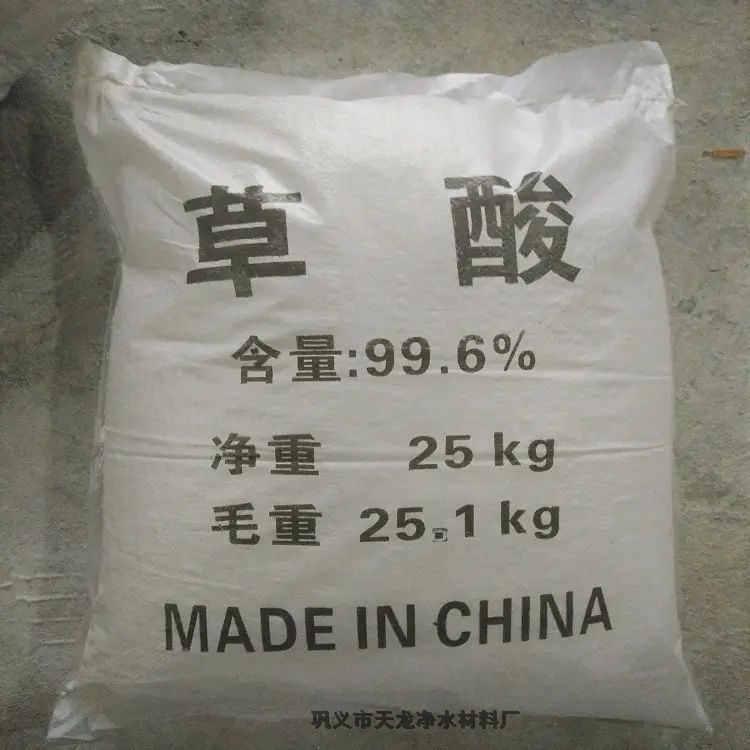 草 酸
含量:99.6%
净重 25 kg
毛重 25.1 kg
MADE IN CHINA
巩义市天龙净水材料厂